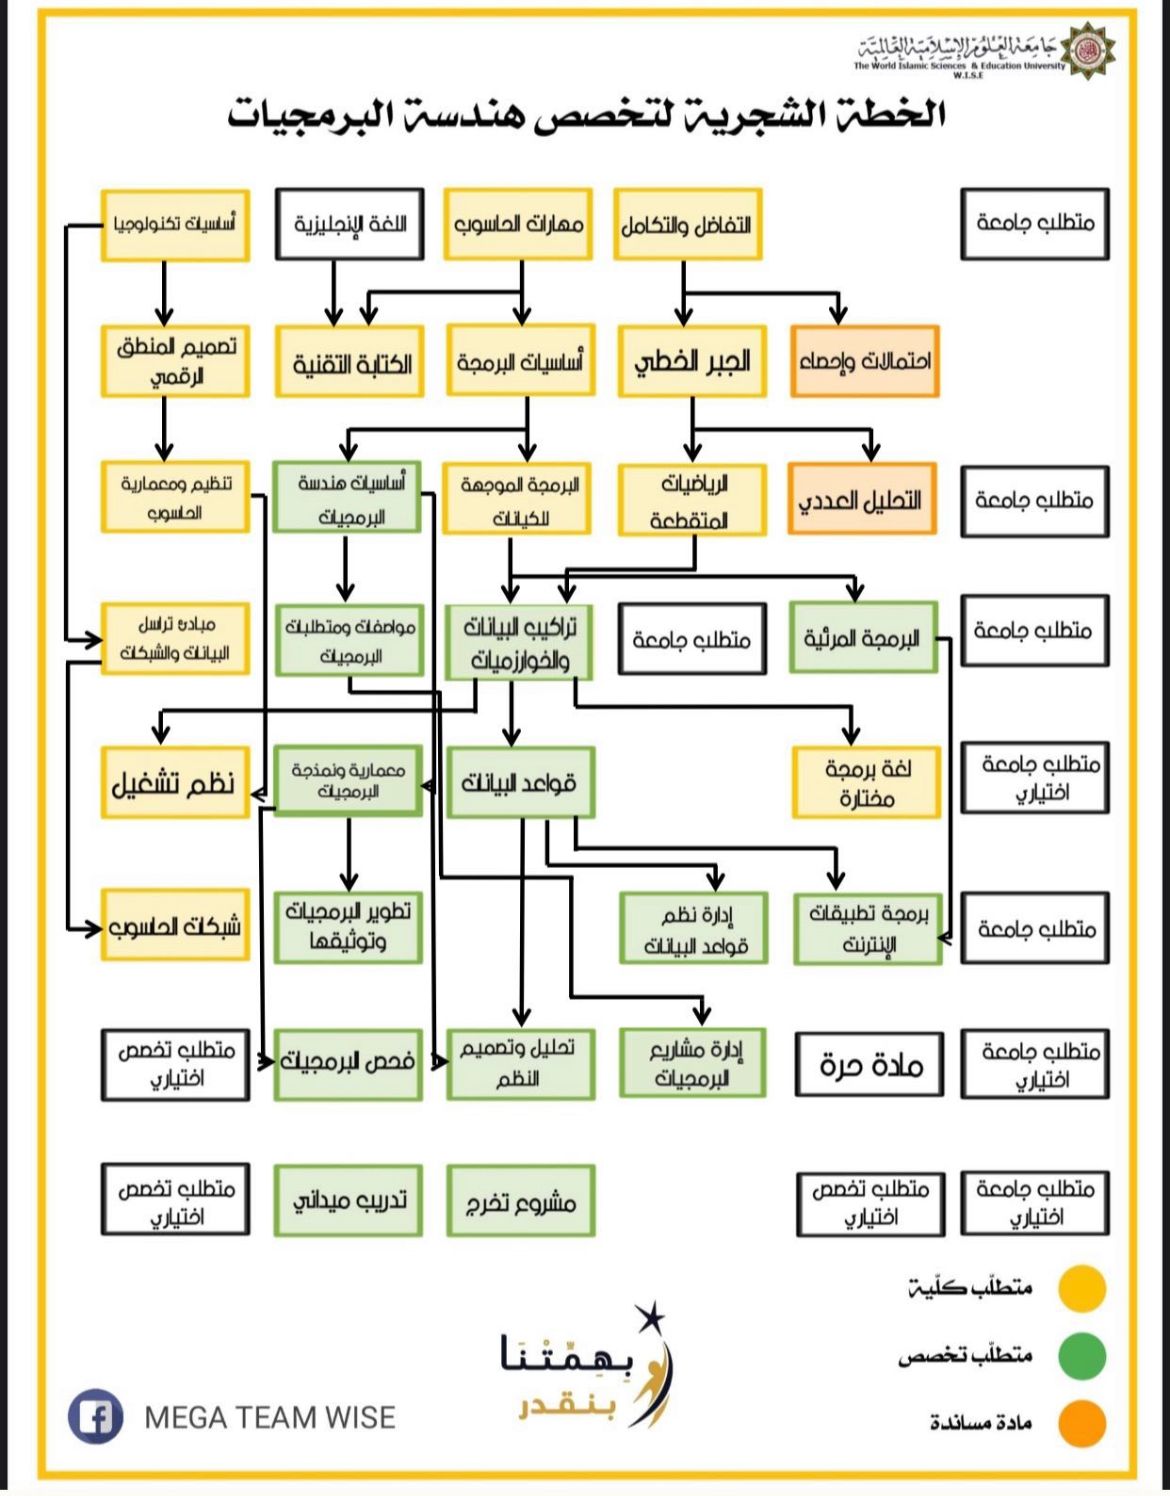 جامعة العلوم الإسلامية العالمية
The World Islamic Sciences & Education University
W.I.S.E
الخطة الشجرية لتخصص هندسة البرمجيات
متطلب جامعة
التفاضل والتكامل
مهارات الحاسوب
اللغة الإنجليزية
أساسيات تكنولوجيا
احتمالات وإحصاء
الجبر الخطي
أساسيات البرمجة
الكتابة التقنية
تصميم المنطق
الرقمي
متطلب جامعة
التحليل العددي
الرياضيات
المتقطعة
البرمجة الموجهة
للكيانات
أساسيات هندسة
البرمجيات
تنظيم ومعمارية
الحاسوب
متطلب جامعة
البرمجة المرئية
متطلب جامعة
تراكيب البيانات
والخوارزميات
مواصفات ومتطلبات
البرمجيات
مبادئ تراسل
البيانات والشبكات
متطلب جامعة
اختياري
لغة برمجة
مختارة
قواعد البيانات
معمارية ونمذجة
البرمجيات
نظم تشغيل
متطلب جامعة
برمجة تطبيقات
الإنترنت
إدارة نظم
قواعد البيانات
تطوير البرمجيات
وتوثيقها
شبكات الحاسوب
متطلب جامعة
اختياري
مادة حرة
إدارة مشاريع
البرمجيات
تحليل وتصميم
النظم
فحص البرمجيات
متطلب تخصص
اختياري
متطلب جامعة
اختياري
متطلب تخصص
اختياري
مشروع تخرج
تدريب ميداني
متطلب تخصص
اختياري
متطلّب كلّية
متطلّب تخصص
مادة مساندة
بِهِمِّتْنَا
بنقدر
MEGA TEAM WISE